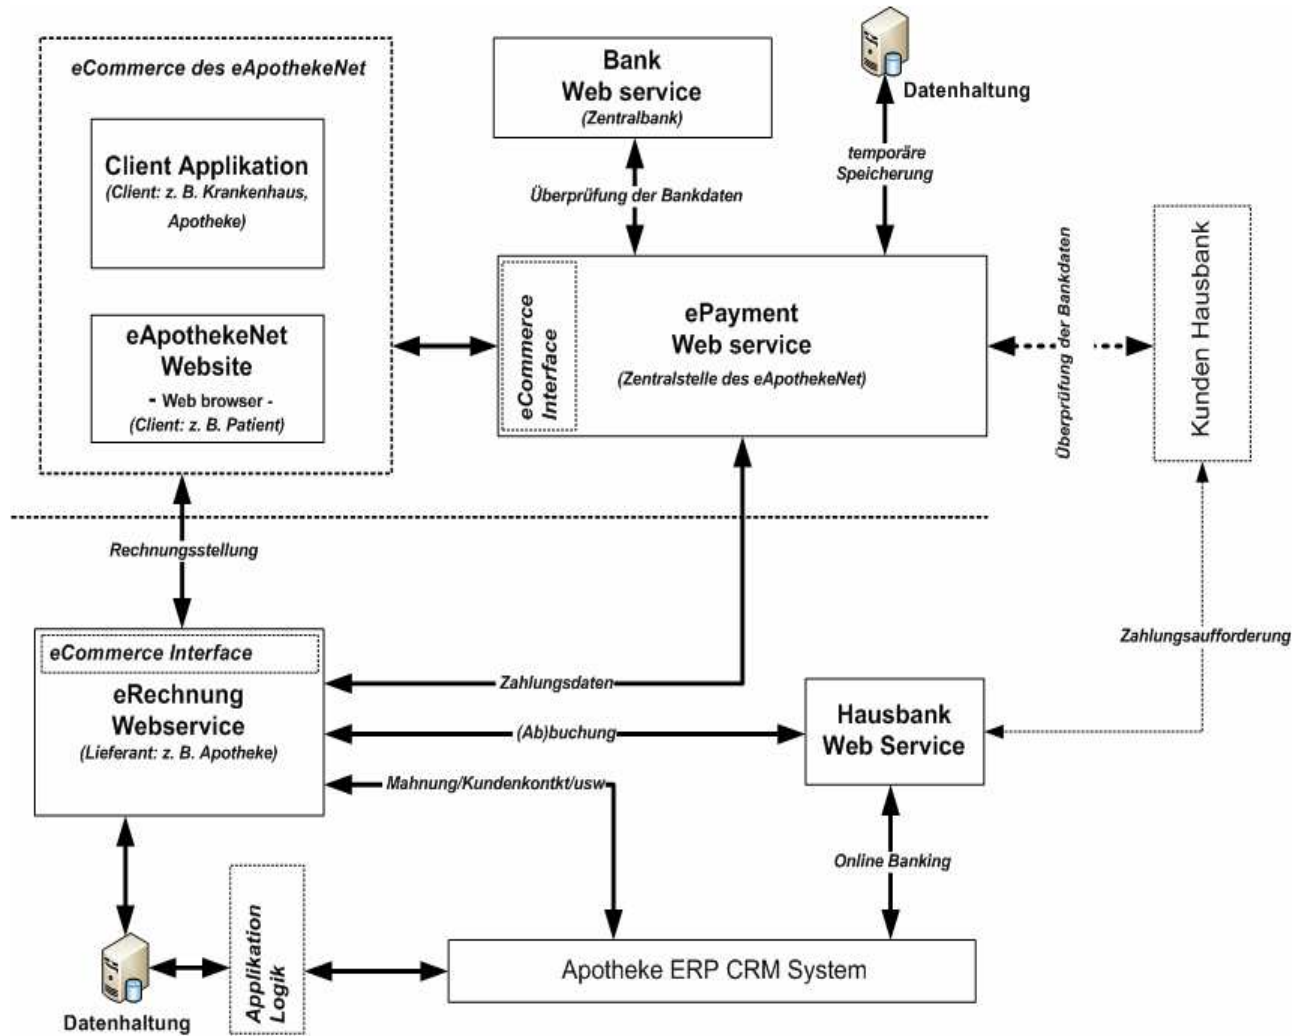 eCommerce des eApothekeNet
Client Applikation
(Client: z. B. Krankenhaus,
Apotheke)
eApothekeNet
Website
- Web browser -
(Client: z. B. Patient)
Bank
Web service
(Zentralbank)
Datenhaltung
temporäre
Speicherung
Überprüfung der Bankdaten
eCommerce
Interface
ePayment
Web service
(Zentralstelle des eApothekeNet)
Überprüfung der Bankdaten
Kunden Hausbank
Rechnungsstellung
Zahlungsaufforderung
eCommerce Interface
eRechnung
Webservice
(Lieferant: z. B. Apotheke)
Zahlungsdaten
(Ab)buchung
Mahnung/Kundenkontkt/usw
Hausbank
Web Service
Online Banking
Applikation
Logik
Apotheke ERP CRM System
Datenhaltung